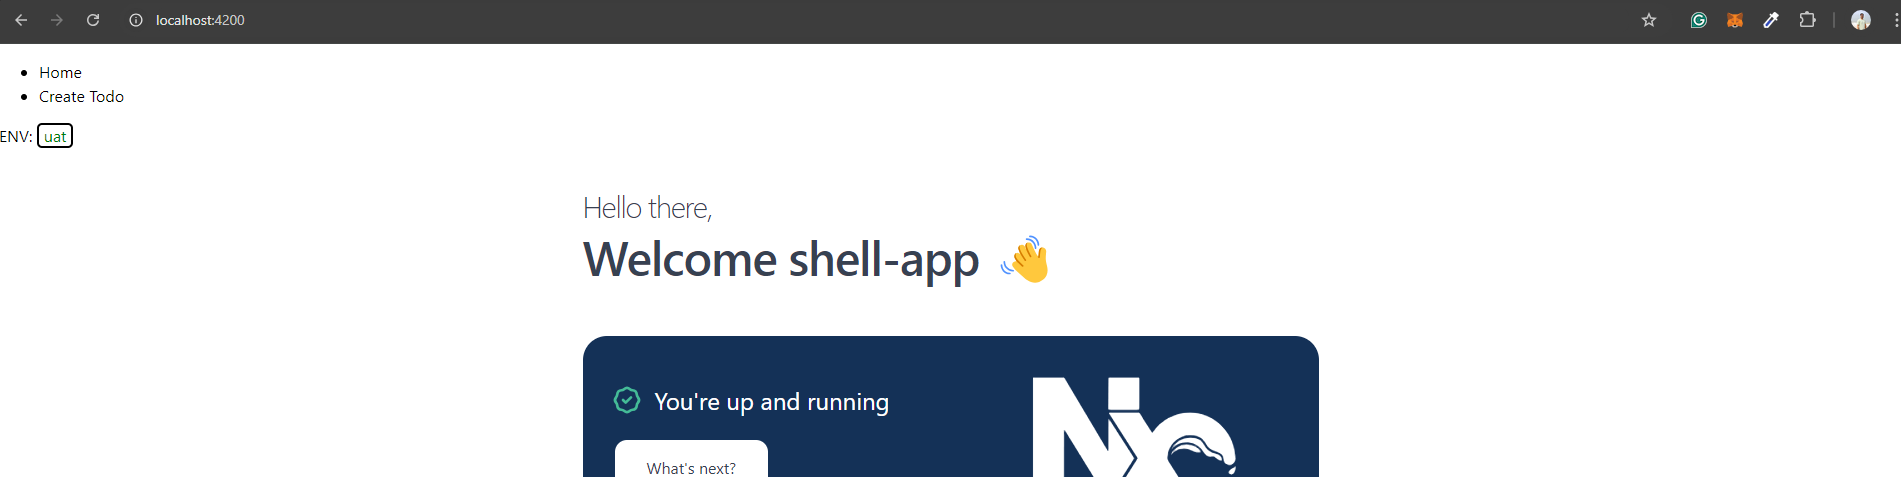 localhost:4200
Home
Create Todo
ENV: uat
Hello there,
Welcome shell-app 👋
You're up and running
What's next?